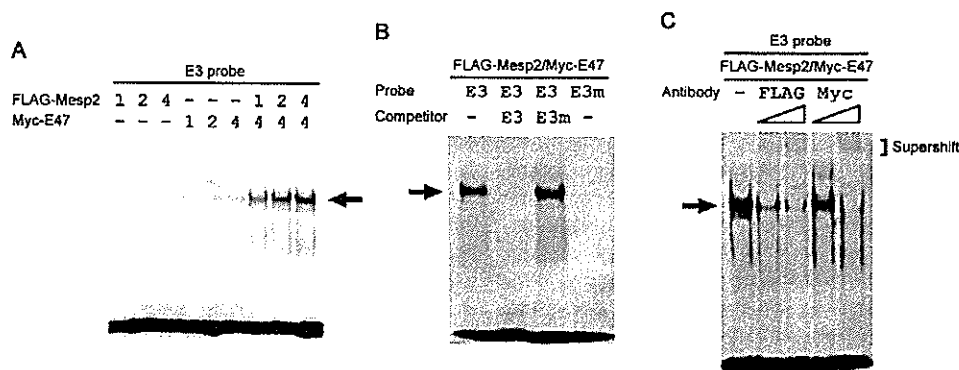 A
E3 probe
FLAG-Mesp2 1 2 4 - - - 1 2 4
Myc-E47 - - - 1 2 4 4 4 4
B
FLAG-Mesp2/Myc-E47
Probe E3 E3 E3 E3m
Competitor - E3 E3m -
C
E3 probe
FLAG-Mesp2/Myc-E47
Antibody - FLAG Myc
Supershift